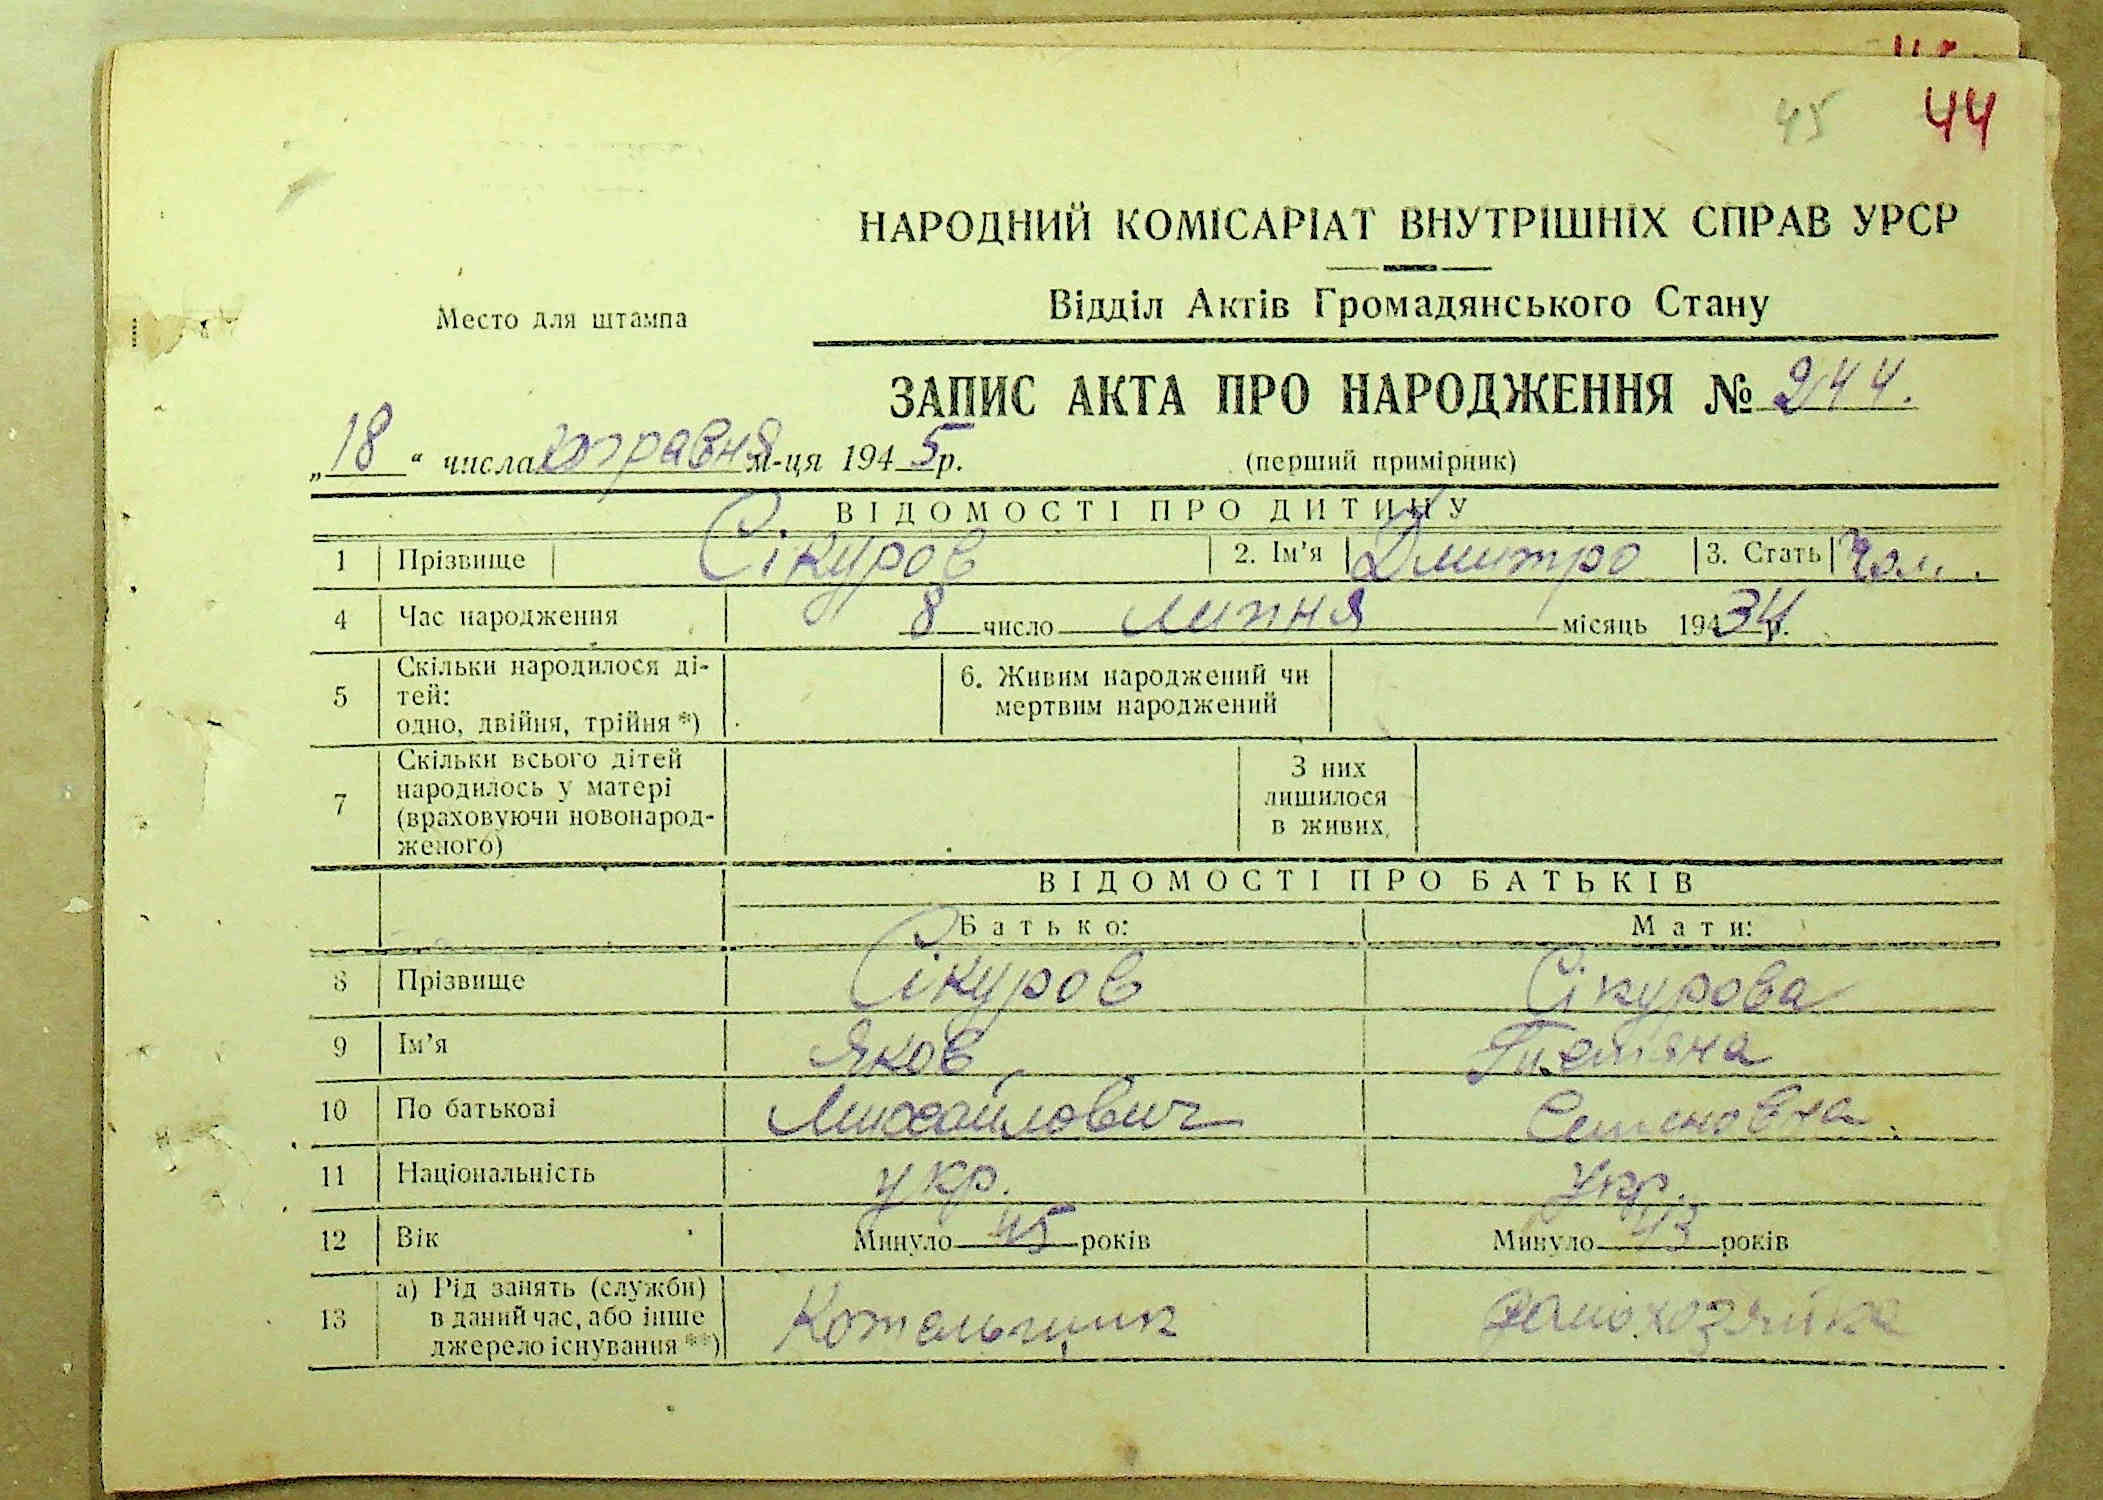 45 44
НАРОДНИЙ КОМІСАРІАТ ВНУТРІШНІХ СПРАВ УРСР
Відділ Актів Громадянського Стану
Место для штампа
ЗАПИС АКТА ПРО НАРОДЖЕННЯ № 244.
„18“ числа травня м-ця 1945р.
(перший примірник)
ВІДОМОСТІ ПРО ДИТИНУ
1 Прізвище Сікуров 2. Ім’я Дмитро 3. Стать Чол.
4 Час народження 8 число липня місяць 19434 р.
5 Скільки народилося ді-
тей:
одно, двійня, трійня *)
6. Живим народжений чи
мертвим народжений
7 Скільки всього дітей
народилось у матері
(враховуючи новонарод-
женого)
З них
лишилося
в живих
ВІДОМОСТІ ПРО БАТЬКІВ
Батько: Мати:
8 Прізвище Сікуров Сікурова
9 Ім’я Яков Татіяна
10 По батькові Михайлович Семеновна
11 Національність укр. укр.
12 Вік Минуло 45 років Минуло 43 років
13 а) Рід занять (служби)
в даний час, або інше
джерело існування **)
Котельщик домохозяйка